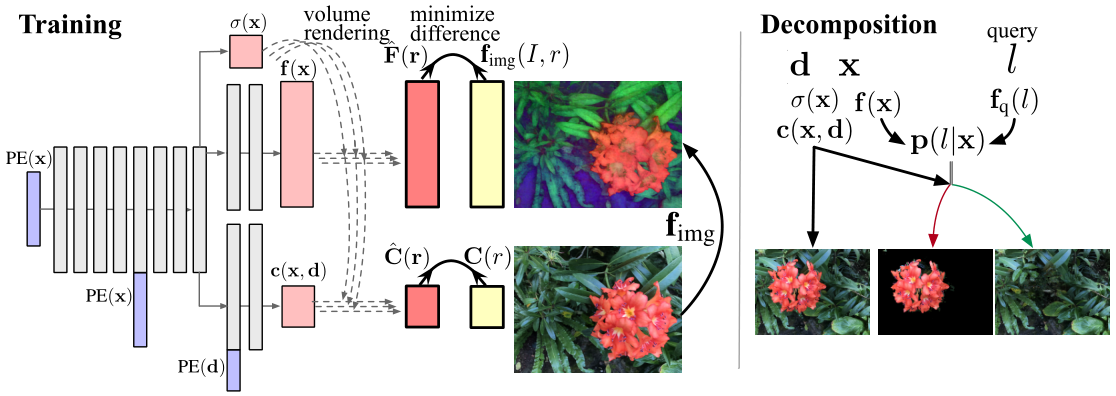 Training
σ(x)
volume
rendering
minimize
difference
F̂(r)
f_img(I, r)
f(x)
PE(x)
PE(x)
PE(d)
c(x, d)
Ĉ(r)
C(r)
f_img
Decomposition
query
d x l
σ(x) f(x) f_q(l)
c(x, d) p(l|x)